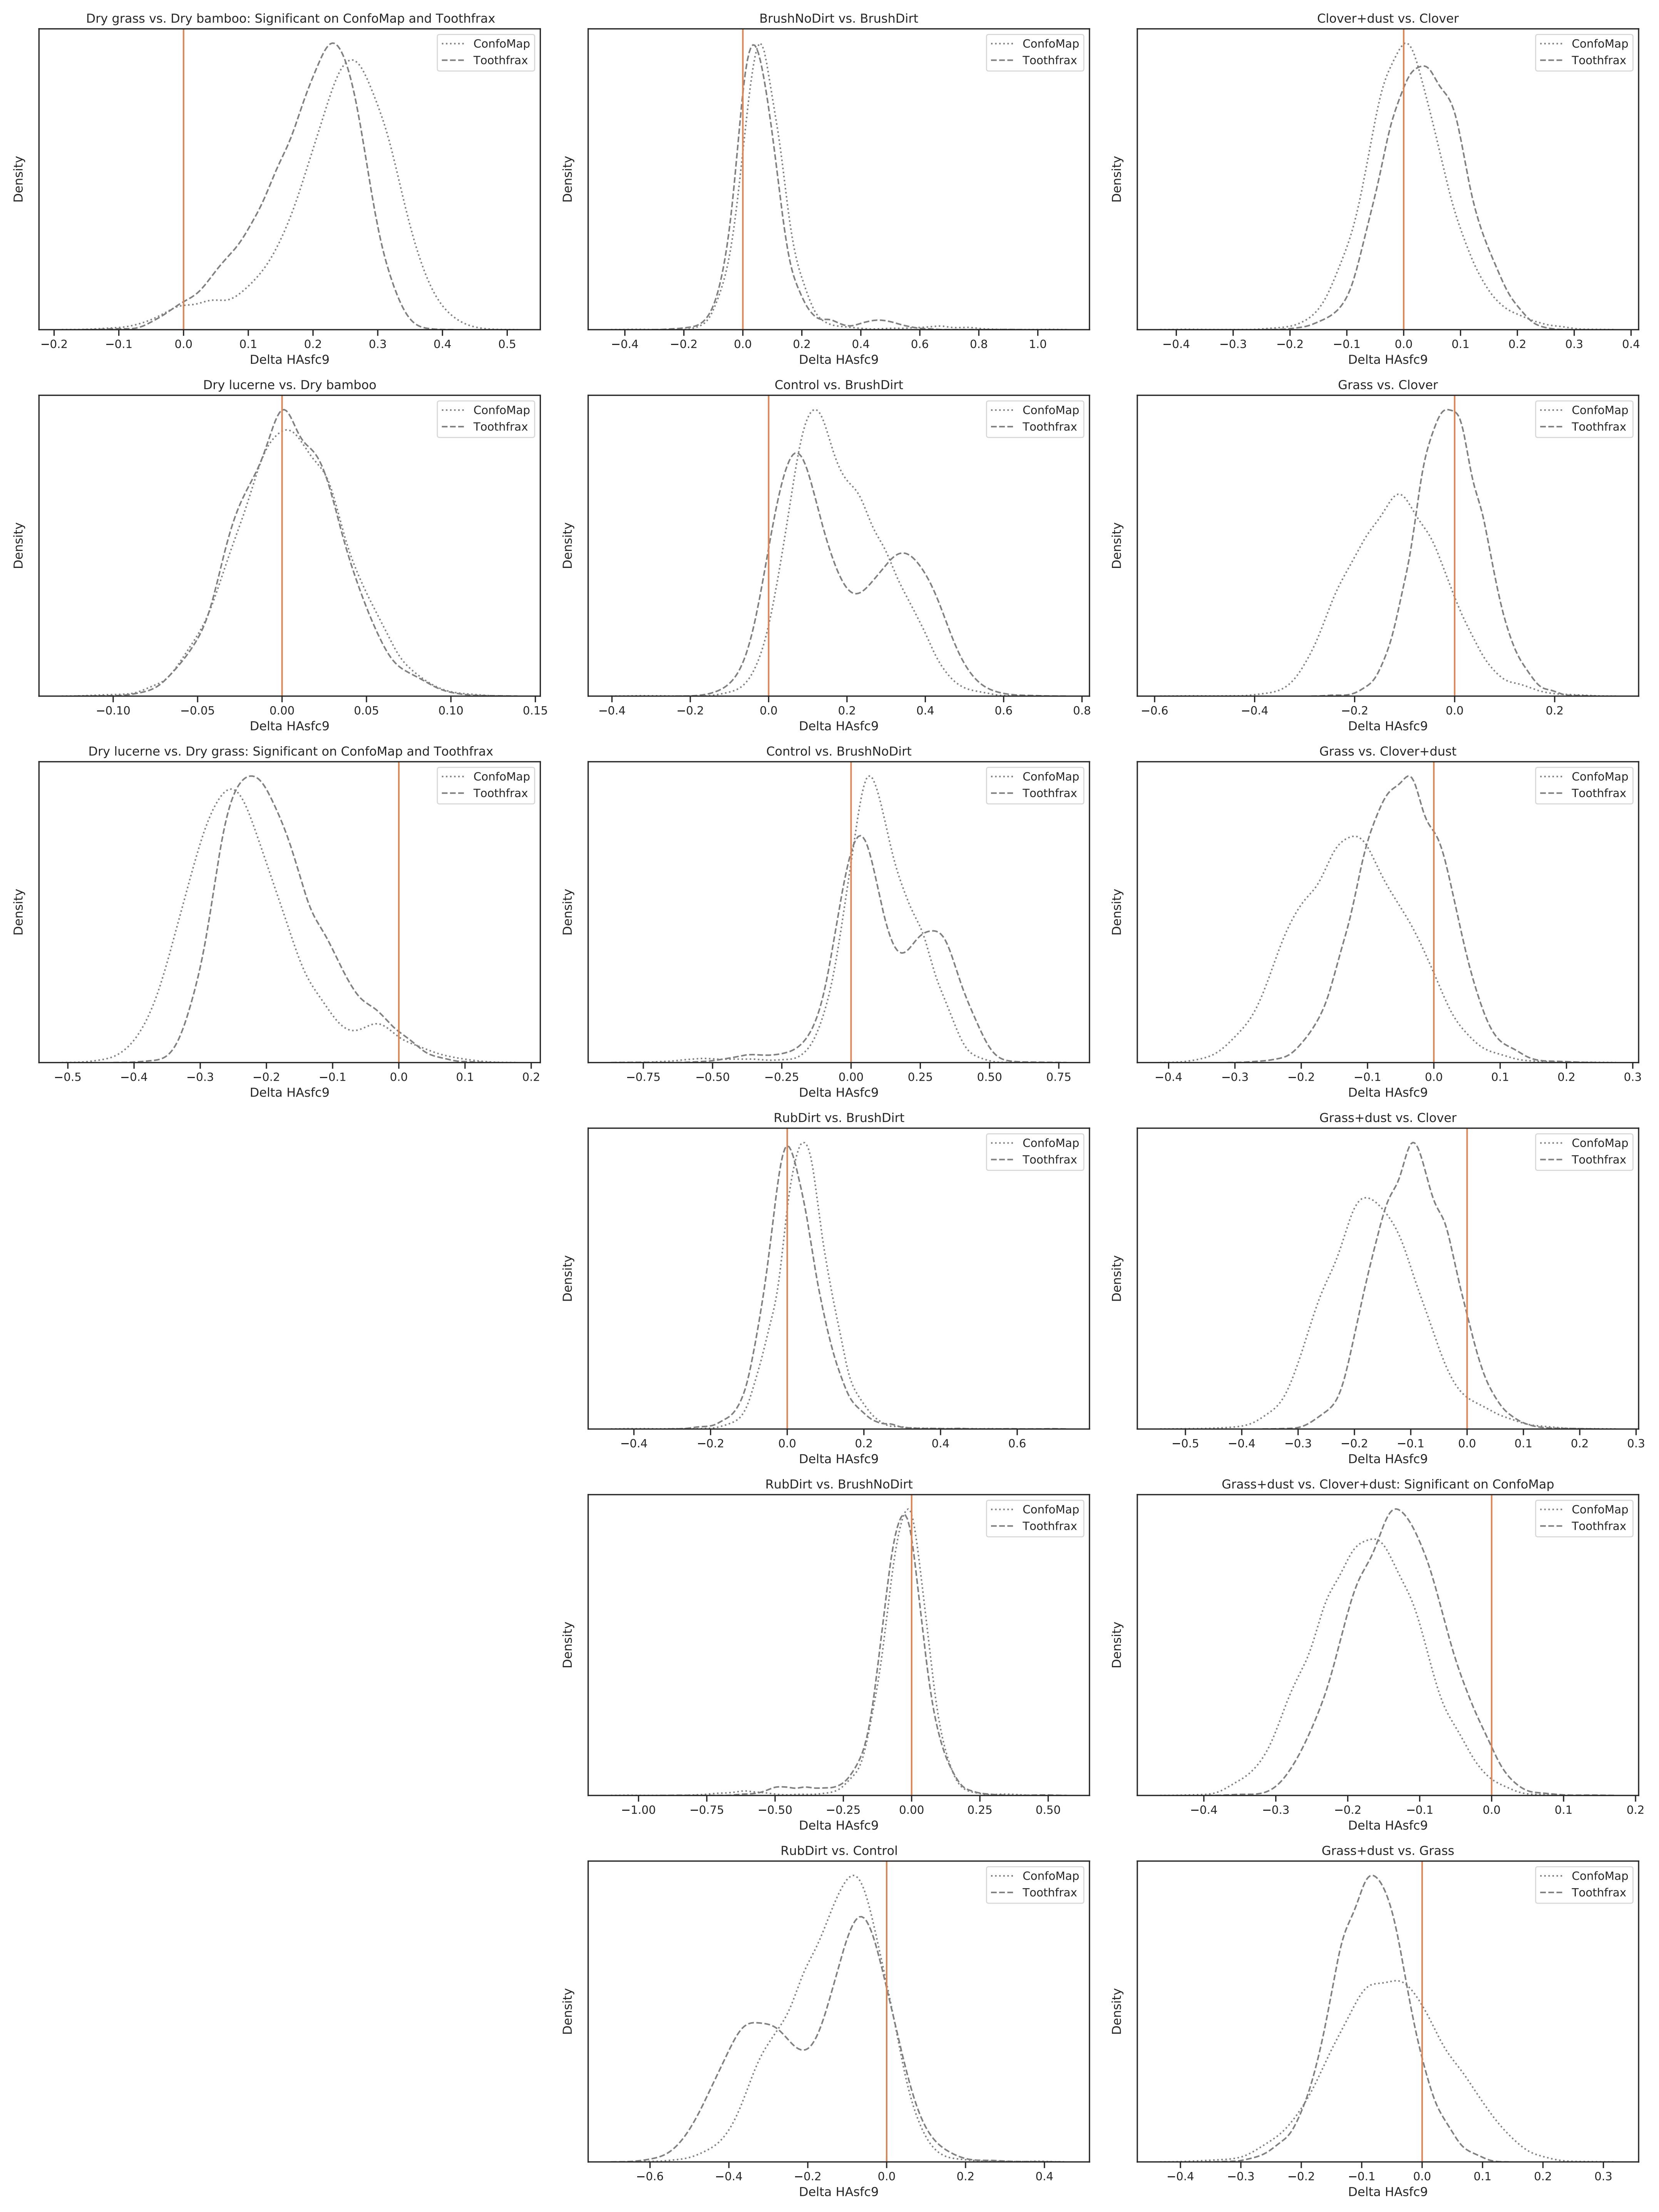 Dry grass vs. Dry bamboo: Significant on ConfoMap and Toothfrax
ConfoMap
Toothfrax
Density
−0.2 −0.1 0.0 0.1 0.2 0.3 0.4 0.5
Delta HAsfc9
BrushNoDirt vs. BrushDirt
ConfoMap
Toothfrax
Density
−0.4 −0.2 0.0 0.2 0.4 0.6 0.8 1.0
Delta HAsfc9
Clover+dust vs. Clover
ConfoMap
Toothfrax
Density
−0.4 −0.3 −0.2 −0.1 0.0 0.1 0.2 0.3 0.4
Delta HAsfc9
Dry lucerne vs. Dry bamboo
ConfoMap
Toothfrax
Density
−0.10 −0.05 0.00 0.05 0.10 0.15
Delta HAsfc9
Control vs. BrushDirt
ConfoMap
Toothfrax
Density
−0.4 −0.2 0.0 0.2 0.4 0.6 0.8
Delta HAsfc9
Grass vs. Clover
ConfoMap
Toothfrax
Density
−0.6 −0.4 −0.2 0.0 0.2
Delta HAsfc9
Dry lucerne vs. Dry grass: Significant on ConfoMap and Toothfrax
ConfoMap
Toothfrax
Density
−0.5 −0.4 −0.3 −0.2 −0.1 0.0 0.1 0.2
Delta HAsfc9
Control vs. BrushNoDirt
ConfoMap
Toothfrax
Density
−0.75 −0.50 −0.25 0.00 0.25 0.50 0.75
Delta HAsfc9
Grass vs. Clover+dust
ConfoMap
Toothfrax
Density
−0.4 −0.3 −0.2 −0.1 0.0 0.1 0.2 0.3
Delta HAsfc9
RubDirt vs. BrushDirt
ConfoMap
Toothfrax
Density
−0.4 −0.2 0.0 0.2 0.4 0.6
Delta HAsfc9
Grass+dust vs. Clover
ConfoMap
Toothfrax
Density
−0.5 −0.4 −0.3 −0.2 −0.1 0.0 0.1 0.2 0.3
Delta HAsfc9
RubDirt vs. BrushNoDirt
ConfoMap
Toothfrax
Density
−1.00 −0.75 −0.50 −0.25 0.00 0.25 0.50
Delta HAsfc9
Grass+dust vs. Clover+dust: Significant on ConfoMap
ConfoMap
Toothfrax
Density
−0.4 −0.3 −0.2 −0.1 0.0 0.1 0.2
Delta HAsfc9
RubDirt vs. Control
ConfoMap
Toothfrax
Density
−0.6 −0.4 −0.2 0.0 0.2 0.4
Delta HAsfc9
Grass+dust vs. Grass
ConfoMap
Toothfrax
Density
−0.4 −0.3 −0.2 −0.1 0.0 0.1 0.2 0.3
Delta HAsfc9